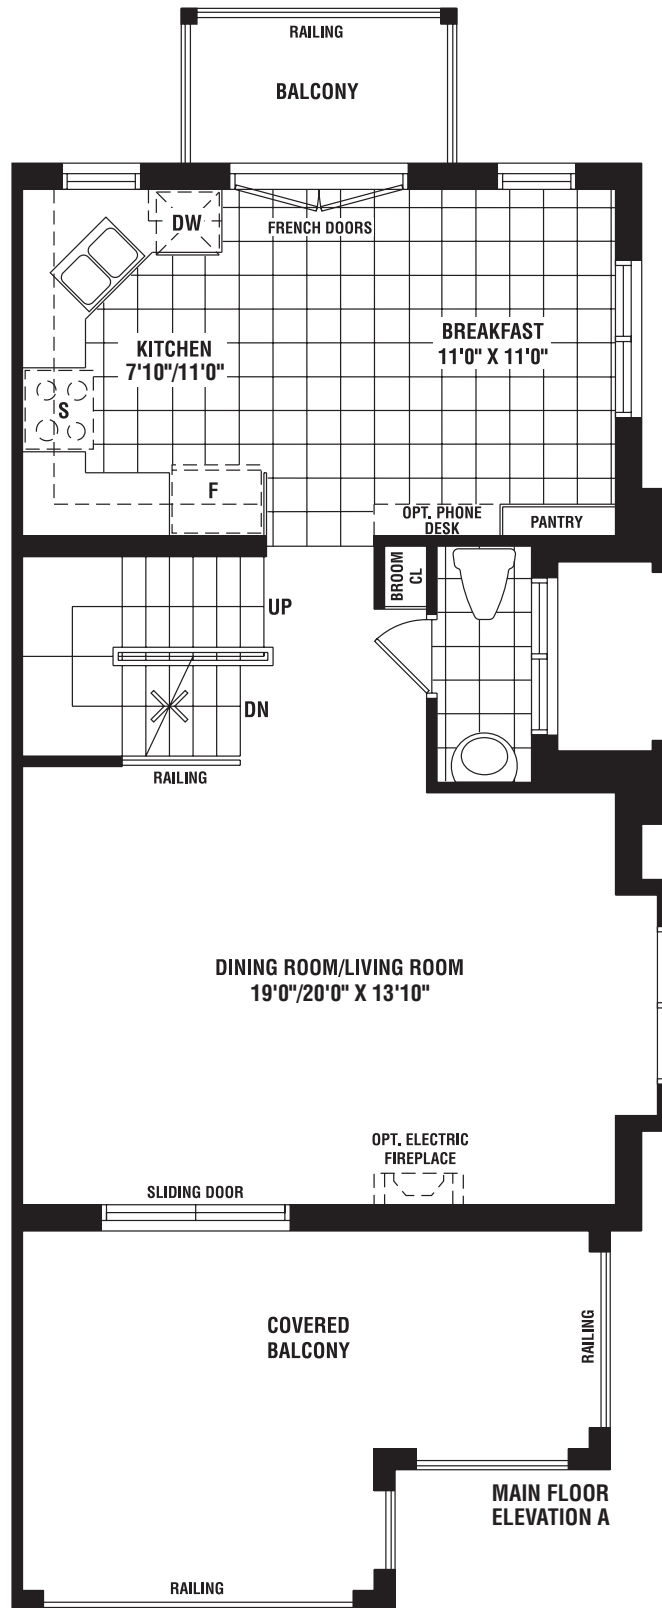 RAILING
BALCONY
DW
FRENCH DOORS
KITCHEN
7'10"/11'0"
BREAKFAST
11'0" X 11'0"
S
F
OPT. PHONE
DESK
PANTRY
BROOM
CL
UP
DN
RAILING
DINING ROOM/LIVING ROOM
19'0"/20'0" X 13'10"
OPT. ELECTRIC
FIREPLACE
SLIDING DOOR
COVERED
BALCONY
RAILING
MAIN FLOOR
ELEVATION A
RAILING